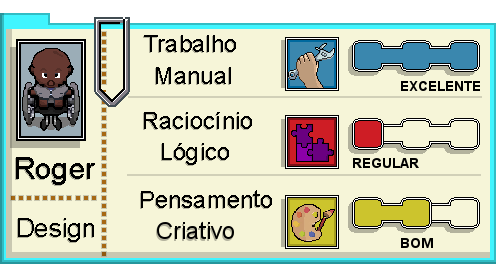 Roger
Design
Trabalho
Manual
EXCELENTE
Raciocínio
Lógico
REGULAR
Pensamento
Criativo
BOM